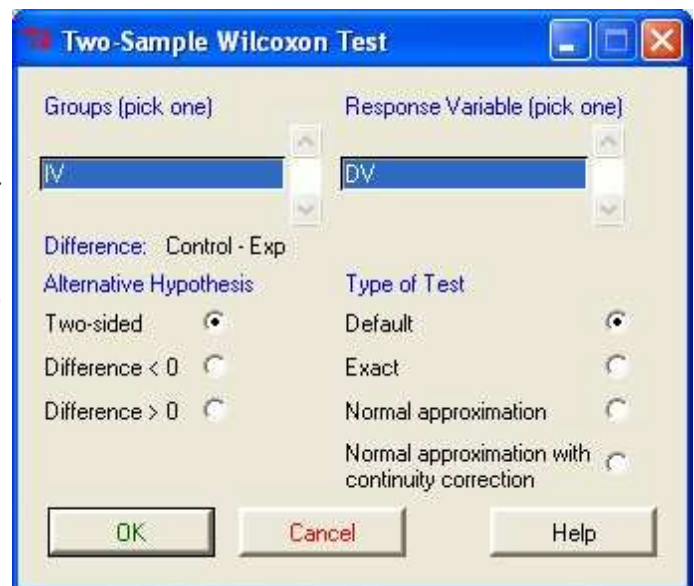 Two-Sample Wilcoxon Test
Groups (pick one)
Response Variable (pick one)
IV
DV
Difference: Control - Exp
Alternative Hypothesis
Type of Test
Two-sided
Default
Difference < 0
Exact
Difference > 0
Normal approximation
Normal approximation with
continuity correction
OK
Cancel
Help